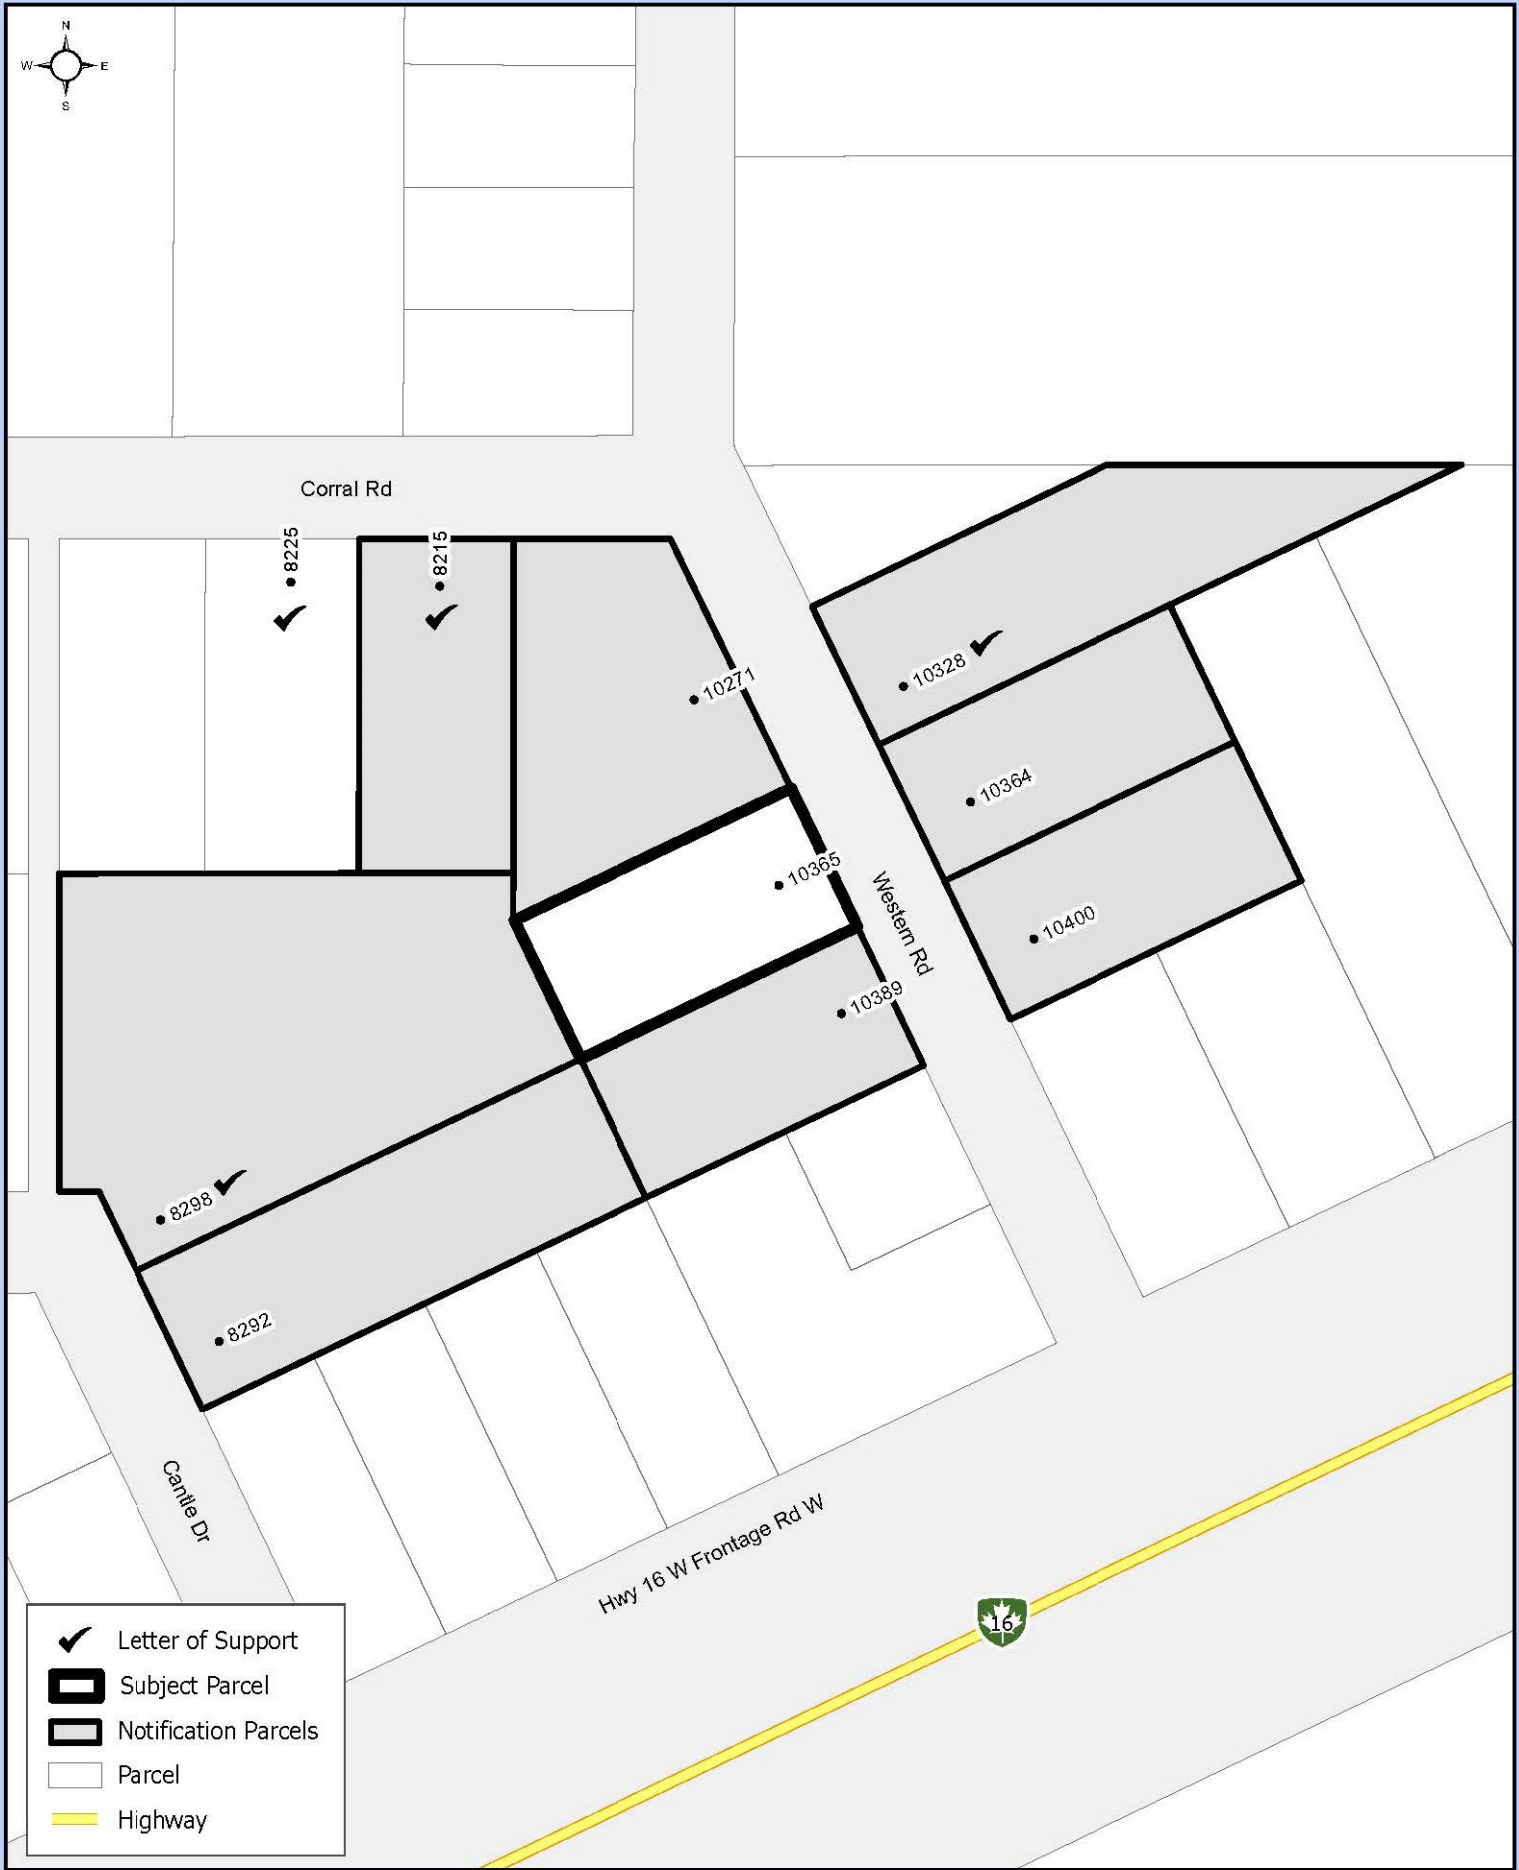 N
W E
S
Corral Rd
8225
8215
10271
10328
10364
10365
Western Rd
10400
10389
8298
8292
Cantle Dr
Hwy 16 W Frontage Rd W
16
Letter of Support
Subject Parcel
Notification Parcels
Parcel
Highway